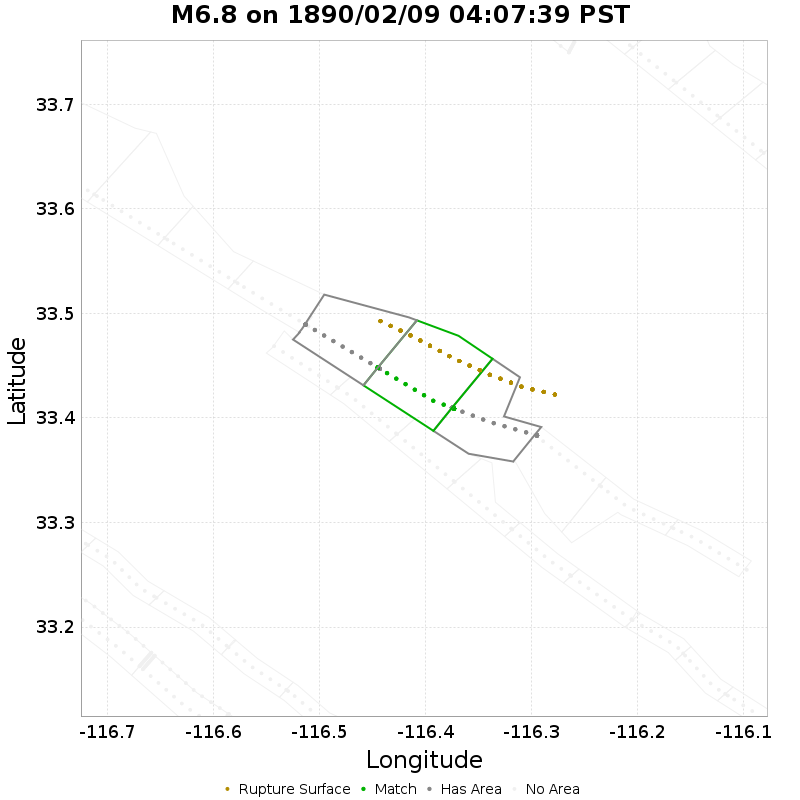 M6.8 on 1890/02/09 04:07:39 PST
33.7
33.6
33.5
33.4
33.3
33.2
Latitude
-116.7 -116.6 -116.5 -116.4 -116.3 -116.2 -116.1
Longitude
Rupture Surface Match Has Area No Area